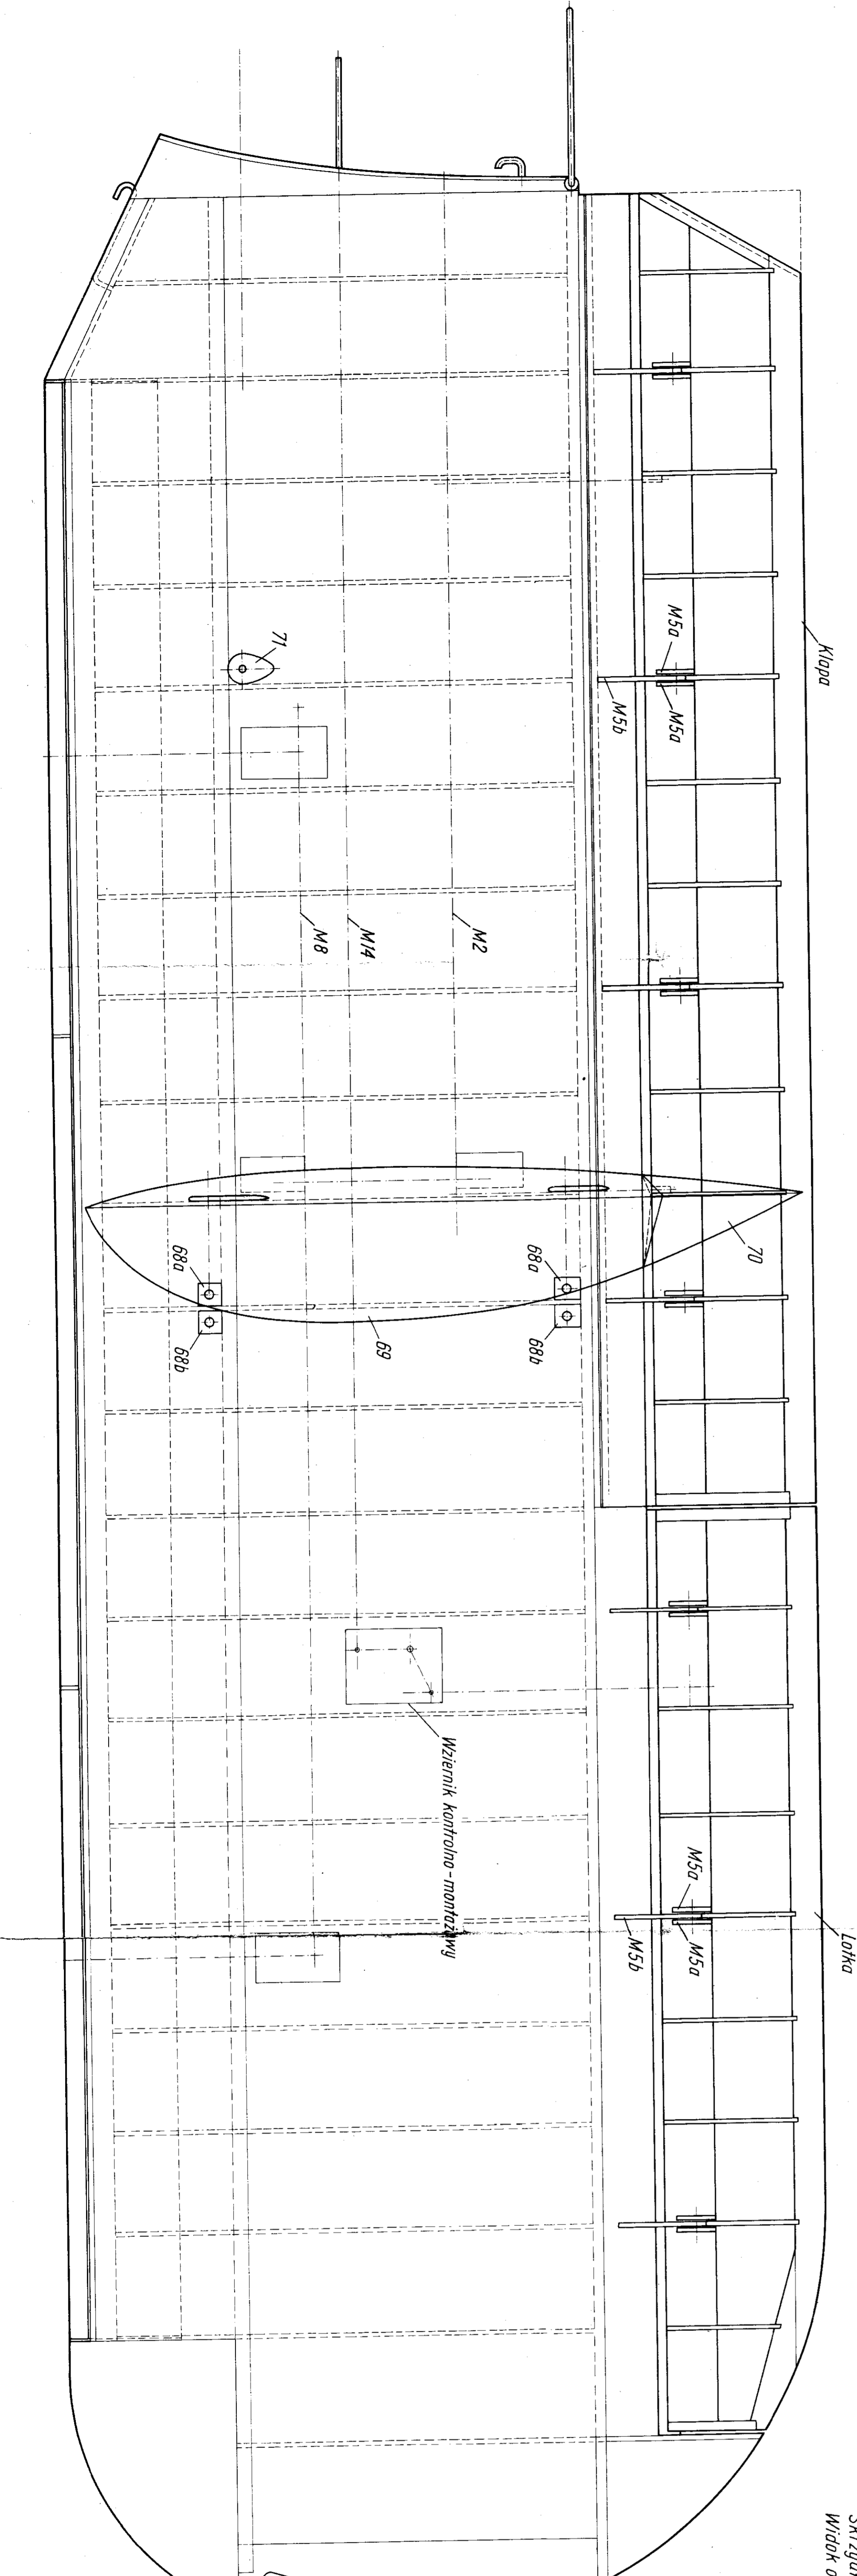 Klapa
M5a
M5a
M5b
71
M8
M14
M2
70
68a
68b
68a
68b
69
Wziernik kontrolno-montażowy
M5a
M5a
M5b
Lotka
Widok